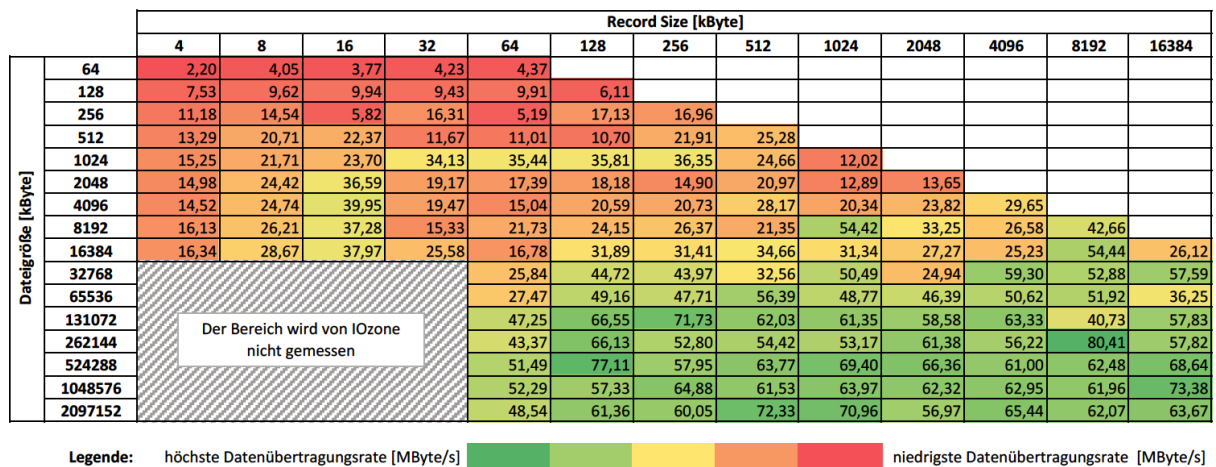 Record Size [kByte]
4 8 16 32 64 128 256 512 1024 2048 4096 8192 16384
Dateigröße [kByte]
64 2,20 4,05 3,77 4,23 4,37
128 7,53 9,62 9,94 9,43 9,91 6,11
256 11,18 14,54 5,82 16,31 5,19 17,13 16,96
512 13,29 20,71 22,37 11,67 11,01 10,70 21,91 25,28
1024 15,25 21,71 23,70 34,13 35,44 35,81 36,35 24,66 12,02
2048 14,98 24,42 36,59 19,17 17,39 18,18 14,90 20,97 12,89 13,65
4096 14,52 24,74 39,95 19,47 15,04 20,59 20,73 28,17 20,34 23,82 29,65
8192 16,13 26,21 37,28 15,33 21,73 24,15 26,37 21,35 54,42 33,25 26,58 42,66
16384 16,34 28,67 37,97 25,58 16,78 31,89 31,41 34,66 31,34 27,27 25,23 54,44 26,12
32768 25,84 44,72 43,97 32,56 50,49 24,94 59,30 52,88 57,59
65536 27,47 49,16 47,71 56,39 48,77 46,39 50,62 51,92 36,25
131072 47,25 66,55 71,73 62,03 61,35 58,58 63,33 40,73 57,83
262144 43,37 66,13 52,80 54,42 53,17 61,38 56,22 80,41 57,82
524288 51,49 77,11 57,95 63,77 69,40 66,36 61,00 62,48 68,64
1048576 52,29 57,33 64,88 61,53 63,97 62,32 62,95 61,96 73,38
2097152 48,54 61,36 60,05 72,33 70,96 56,97 65,44 62,07 63,67
Der Bereich wird von IOzone
nicht gemessen
Legende: höchste Datenübertragungsrate [MByte/s] niedrigste Datenübertragungsrate [MByte/s]